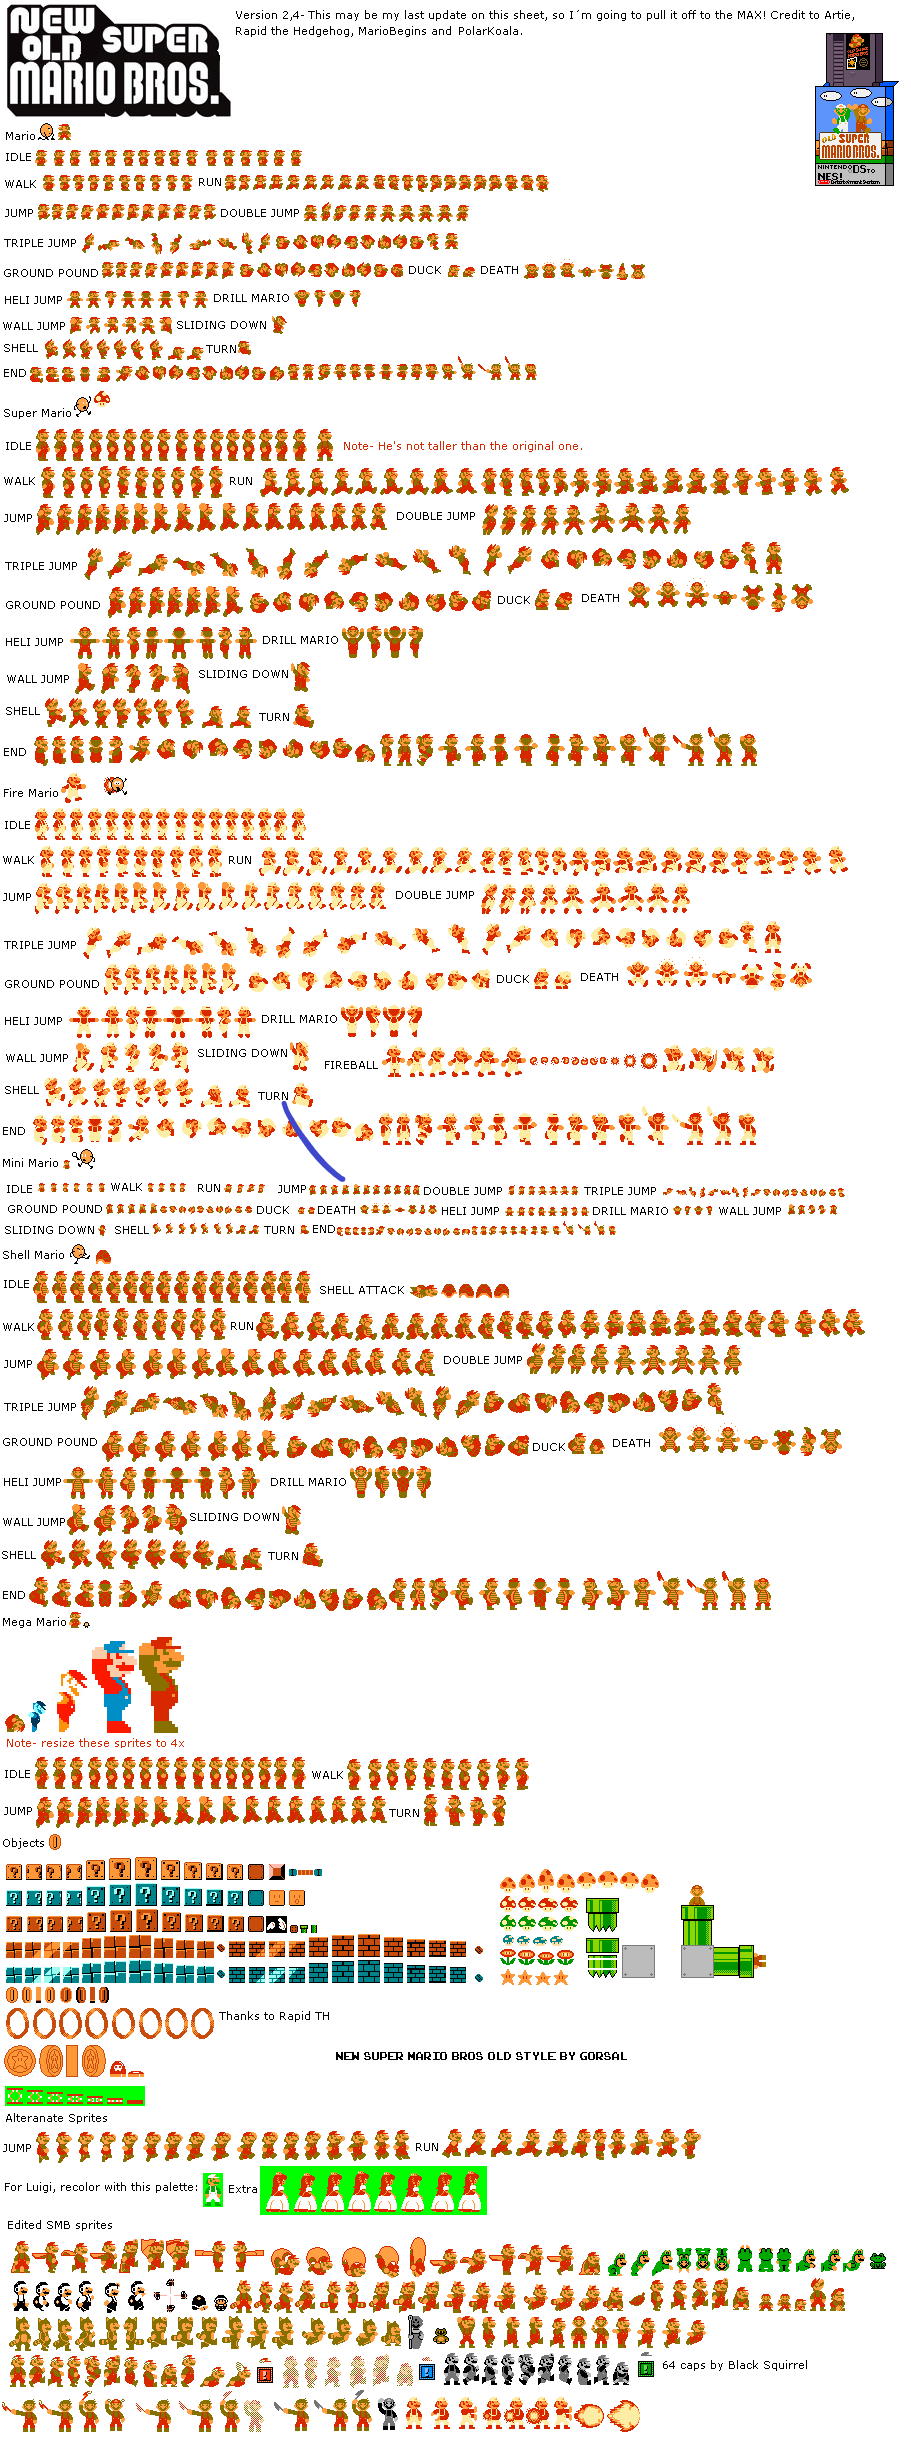 NEW
OLD SUPER
MARIO BROS.
Version 2,4- This may be my last update on this sheet, so I´m going to pull it off to the MAX! Credit to Artie,
Rapid the Hedgehog, MarioBegins and PolarKoala.
OLD SUPER
MARIO BROS.
NINTENDO DS TO
NES!
Entertainment System
Mario
IDLE
WALK RUN
JUMP DOUBLE JUMP
TRIPLE JUMP
GROUND POUND DUCK DEATH
HELI JUMP DRILL MARIO
WALL JUMP SLIDING DOWN
SHELL TURN
END
Super Mario
IDLE Note- He's not taller than the original one.
WALK RUN
JUMP DOUBLE JUMP
TRIPLE JUMP
GROUND POUND DUCK DEATH
HELI JUMP DRILL MARIO
WALL JUMP SLIDING DOWN
SHELL TURN
END
Fire Mario
IDLE
WALK RUN
JUMP DOUBLE JUMP
TRIPLE JUMP
GROUND POUND DUCK DEATH
HELI JUMP DRILL MARIO
WALL JUMP SLIDING DOWN FIREBALL
SHELL TURN
END
Mini Mario
IDLE WALK RUN JUMP DOUBLE JUMP TRIPLE JUMP
GROUND POUND DUCK DEATH HELI JUMP DRILL MARIO WALL JUMP
SLIDING DOWN SHELL TURN END
Shell Mario
IDLE SHELL ATTACK
WALK RUN
JUMP DOUBLE JUMP
TRIPLE JUMP
GROUND POUND DUCK DEATH
HELI JUMP DRILL MARIO
WALL JUMP SLIDING DOWN
SHELL TURN
END
Mega Mario
Note- resize these sprites to 4x
IDLE WALK
JUMP TURN
Objects
Thanks to Rapid TH
NEW SUPER MARIO BROS OLD STYLE BY GORSAL
Alteranate Sprites
JUMP RUN
For Luigi, recolor with this palette: Extra
Edited SMB sprites
64 caps by Black Squirrel